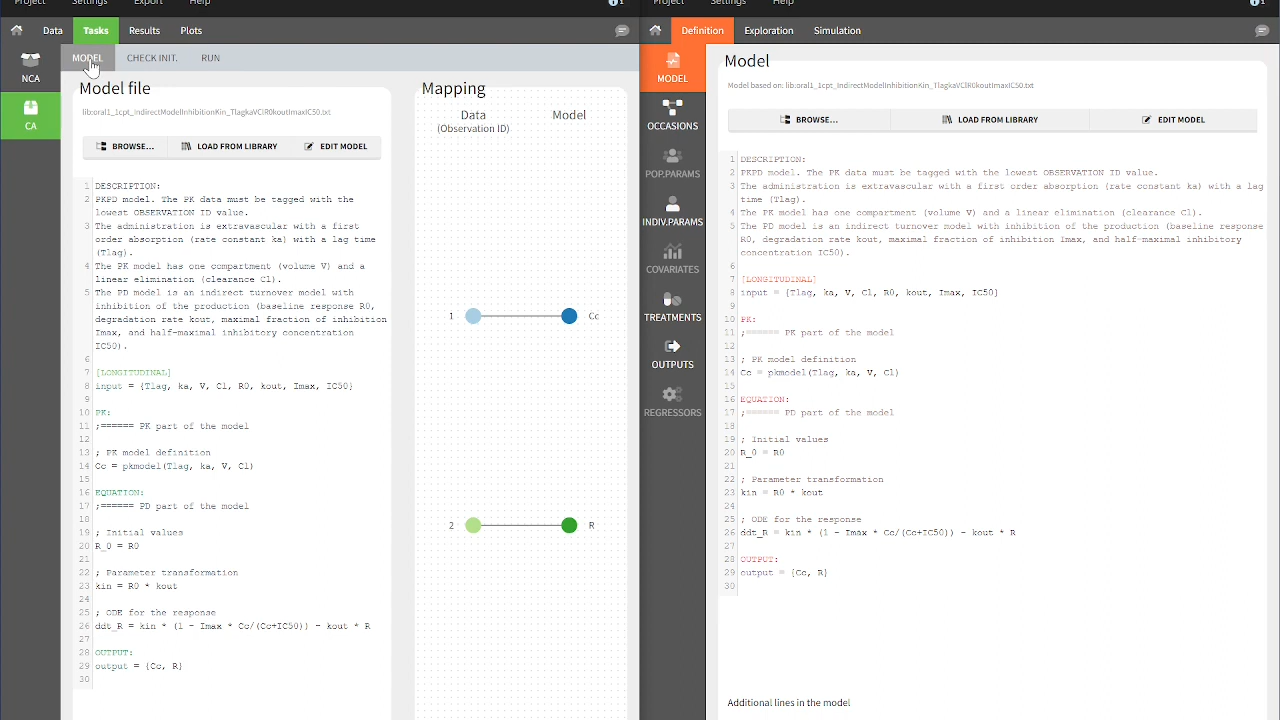 Project Settings Export Help 1
Data Tasks Results Plots
MODEL CHECK INIT. RUN
NCA
CA
Model file
lib:oral1_1cpt_IndirectModelInhibitionKin_TlagkaVClR0koutImaxIC50.txt
BROWSE... LOAD FROM LIBRARY EDIT MODEL
1 DESCRIPTION:
2 PKPD model. The PK data must be tagged with the
lowest OBSERVATION ID value.
3 The administration is extravascular with a first
order absorption (rate constant ka) with a lag time
(Tlag).
4 The PK model has one compartment (volume V) and a
linear elimination (clearance Cl).
5 The PD model is an indirect turnover model with
inhibition of the production (baseline response R0,
degradation rate kout, maximal fraction of inhibition
Imax, and half-maximal inhibitory concentration
IC50).
6
7 [LONGITUDINAL]
8 input = {Tlag, ka, V, Cl, R0, kout, Imax, IC50}
9
10 PK:
11 ;====== PK part of the model
12
13 ; PK model definition
14 Cc = pkmodel(Tlag, ka, V, Cl)
15
16 EQUATION:
17 ;====== PD part of the model
18
19 ; Initial values
20 R_0 = R0
21
22 ; Parameter transformation
23 kin = R0 * kout
24
25 ; ODE for the response
26 ddt_R = kin * (1 - Imax * Cc/(Cc+IC50)) - kout * R
27
28 OUTPUT:
29 output = {Cc, R}
30
Mapping
Data Model
(Observation ID)
1 Cc
2 R
Project Settings Help 1
Definition Exploration Simulation
MODEL
OCCASIONS
POP.PARAMS
INDIV.PARAMS
COVARIATES
TREATMENTS
OUTPUTS
REGRESSORS
Model
Model based on: lib:oral1_1cpt_IndirectModelInhibitionKin_TlagkaVClR0koutImaxIC50.txt
BROWSE... LOAD FROM LIBRARY EDIT MODEL
1 DESCRIPTION:
2 PKPD model. The PK data must be tagged with the lowest OBSERVATION ID value.
3 The administration is extravascular with a first order absorption (rate constant ka) with a lag
time (Tlag).
4 The PK model has one compartment (volume V) and a linear elimination (clearance Cl).
5 The PD model is an indirect turnover model with inhibition of the production (baseline response
R0, degradation rate kout, maximal fraction of inhibition Imax, and half-maximal inhibitory
concentration IC50).
6
7 [LONGITUDINAL]
8 input = {Tlag, ka, V, Cl, R0, kout, Imax, IC50}
9
10 PK:
11 ;====== PK part of the model
12
13 ; PK model definition
14 Cc = pkmodel(Tlag, ka, V, Cl)
15
16 EQUATION:
17 ;====== PD part of the model
18
19 ; Initial values
20 R_0 = R0
21
22 ; Parameter transformation
23 kin = R0 * kout
24
25 ; ODE for the response
26 ddt_R = kin * (1 - Imax * Cc/(Cc+IC50)) - kout * R
27
28 OUTPUT:
29 output = {Cc, R}
30
Additional lines in the model